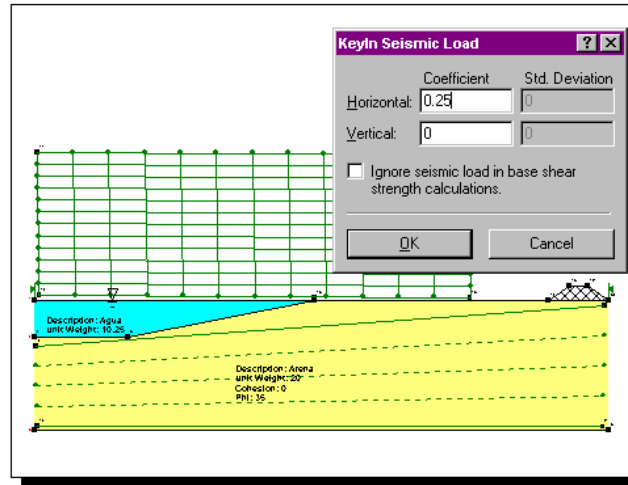 KeyIn Seismic Load
Coefficient Std. Deviation
Horizontal: 0.25 0
Vertical: 0 0
Ignore seismic load in base shear
strength calculations.
OK Cancel
Description: Agua
unit Weight: 10.25
Description: Arena
unit Weight: 20
Cohesion: 0
Phi: 35